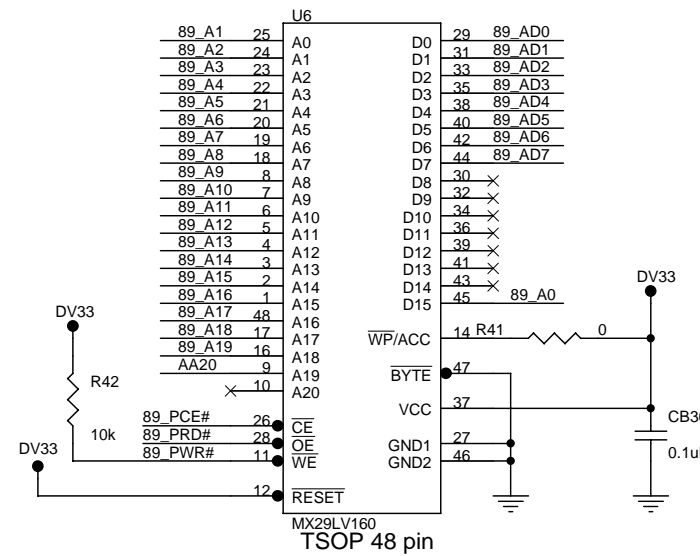 U6
89_A1 25 A0 D0 29 89_AD0
89_A2 24 A1 D1 31 89_AD1
89_A3 23 A2 D2 33 89_AD2
89_A4 22 A3 D3 35 89_AD3
89_A5 21 A4 D4 38 89_AD4
89_A6 20 A5 D5 40 89_AD5
89_A7 19 A6 D6 42 89_AD6
89_A8 18 A7 D7 44 89_AD7
89_A9 8 A8 D8 30
89_A10 7 A9 D9 32
89_A11 6 A10 D10 34
89_A12 5 A11 D11 36
89_A13 4 A12 D12 39
89_A14 3 A13 D13 41
89_A15 2 A14 D14 43
89_A16 1 A15 D15 45 89_A0
89_A17 48 A16
89_A18 17 A17 WP/ACC 14 R41 0
89_A19 16 A18
AA20 9 A19 BYTE 47
10 A20
DV33
DV33
R42
10k
VCC 37
CB3
0.1u
89_PCE# 26 CE
89_PRD# 28 OE GND1 27
89_PWR# 11 WE GND2 46
DV33
12 RESET
MX29LV160
TSOP 48 pin